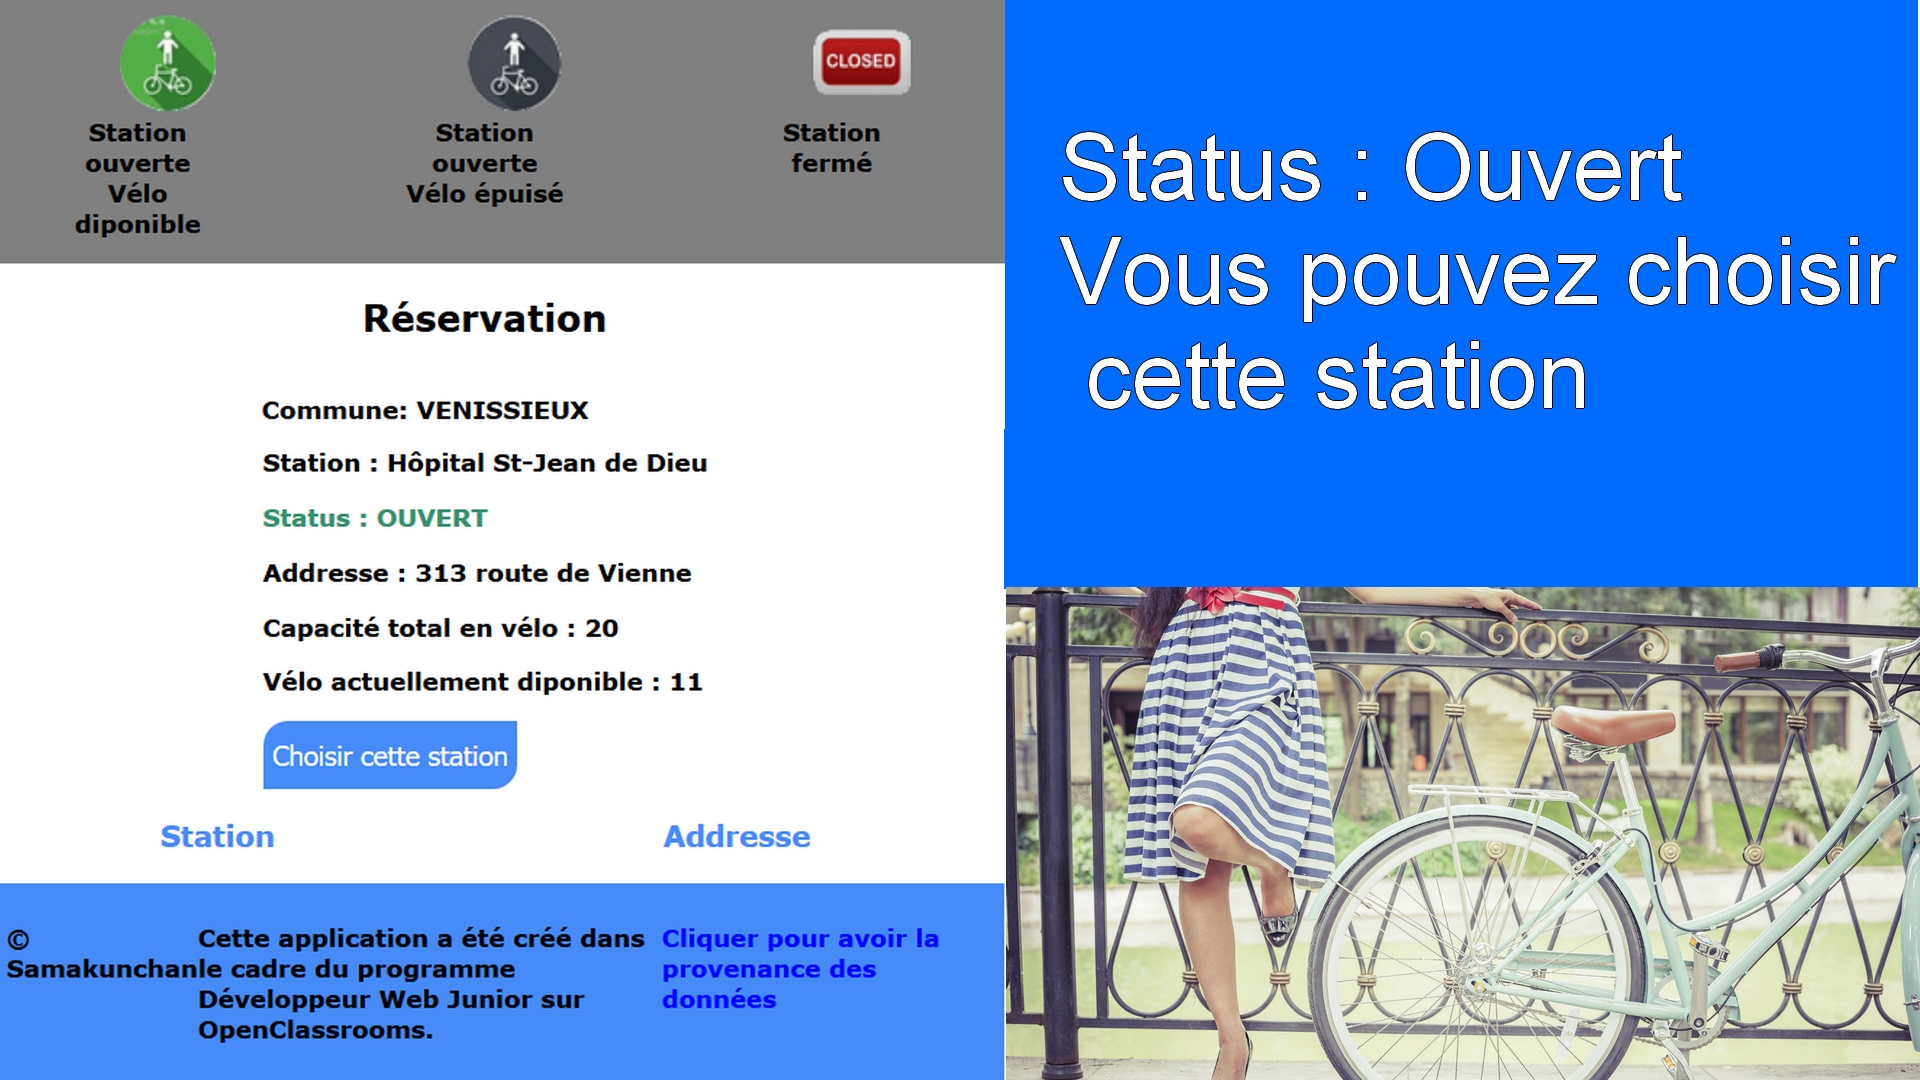 Station
ouverte
Vélo
diponible
Station
ouverte
Vélo épuisé
CLOSED
Station
fermé
Réservation
Commune: VENISSIEUX
Station : Hôpital St-Jean de Dieu
Status : OUVERT
Addresse : 313 route de Vienne
Capacité total en vélo : 20
Vélo actuellement diponible : 11
Choisir cette station
Station
Addresse
©
Samakunchan
Cette application a été créé dans
le cadre du programme
Développeur Web Junior sur
OpenClassrooms.
Cliquer pour avoir la
provenance des
données
Status : Ouvert
Vous pouvez choisir
cette station